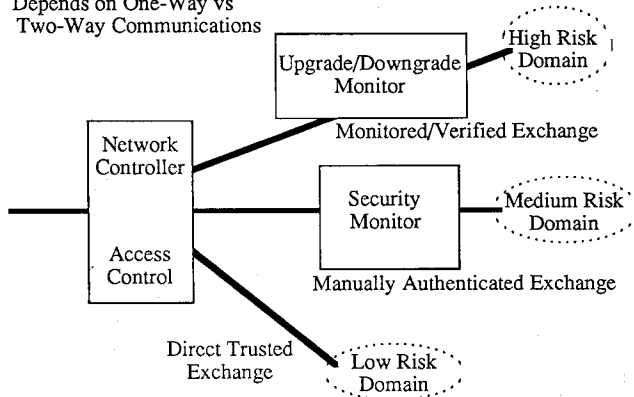 Depends on One-Way vs
Two-Way Communications
Upgrade/Downgrade
Monitor
High Risk
Domain
Monitored/Verified Exchange
Network
Controller
Access
Control
Security
Monitor
Medium Risk
Domain
Manually Authenticated Exchange
Direct Trusted
Exchange
Low Risk
Domain